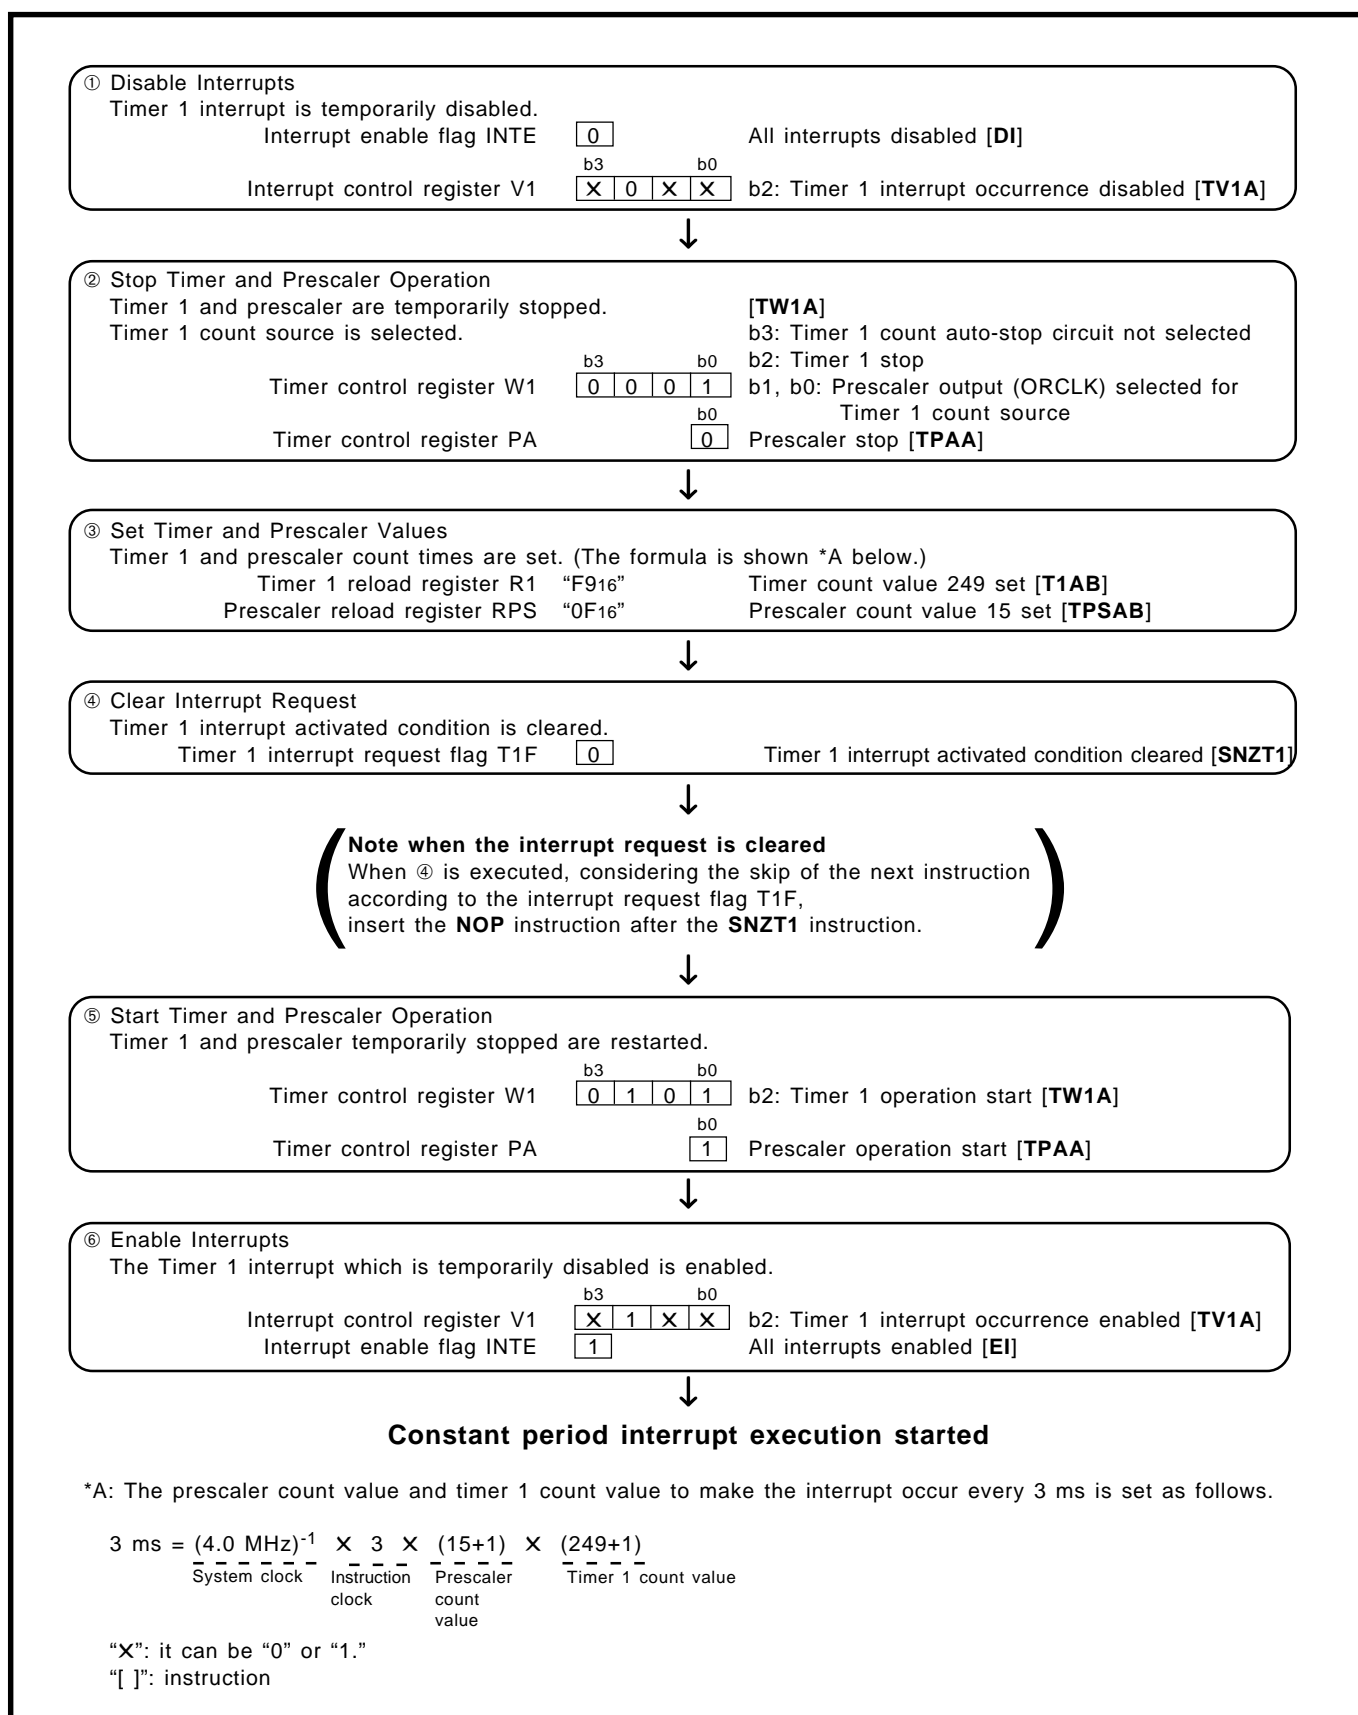 ① Disable Interrupts
Timer 1 interrupt is temporarily disabled.
Interrupt enable flag INTE 0 All interrupts disabled [DI]
b3 b0
Interrupt control register V1 ✕ 0 ✕ ✕ b2: Timer 1 interrupt occurrence disabled [TV1A]
↓
② Stop Timer and Prescaler Operation
Timer 1 and prescaler are temporarily stopped. [TW1A]
Timer 1 count source is selected. b3: Timer 1 count auto-stop circuit not selected
b3 b0 b2: Timer 1 stop
Timer control register W1 0 0 0 1 b1, b0: Prescaler output (ORCLK) selected for
b0 Timer 1 count source
Timer control register PA 0 Prescaler stop [TPAA]
↓
③ Set Timer and Prescaler Values
Timer 1 and prescaler count times are set. (The formula is shown *A below.)
Timer 1 reload register R1 “F916” Timer count value 249 set [T1AB]
Prescaler reload register RPS “0F16” Prescaler count value 15 set [TPSAB]
↓
④ Clear Interrupt Request
Timer 1 interrupt activated condition is cleared.
Timer 1 interrupt request flag T1F 0 Timer 1 interrupt activated condition cleared [SNZT1]
↓
Note when the interrupt request is cleared
When ④ is executed, considering the skip of the next instruction
according to the interrupt request flag T1F,
insert the NOP instruction after the SNZT1 instruction.
↓
⑤ Start Timer and Prescaler Operation
Timer 1 and prescaler temporarily stopped are restarted.
b3 b0
Timer control register W1 0 1 0 1 b2: Timer 1 operation start [TW1A]
b0
Timer control register PA 1 Prescaler operation start [TPAA]
↓
⑥ Enable Interrupts
The Timer 1 interrupt which is temporarily disabled is enabled.
b3 b0
Interrupt control register V1 ✕ 1 ✕ ✕ b2: Timer 1 interrupt occurrence enabled [TV1A]
Interrupt enable flag INTE 1 All interrupts enabled [EI]
↓
Constant period interrupt execution started
*A: The prescaler count value and timer 1 count value to make the interrupt occur every 3 ms is set as follows.
3 ms = (4.0 MHz)-1 ✕ 3 ✕ (15+1) ✕ (249+1)
System clock Instruction Prescaler Timer 1 count value
clock count
value
“✕”: it can be “0” or “1.”
“[ ]”: instruction